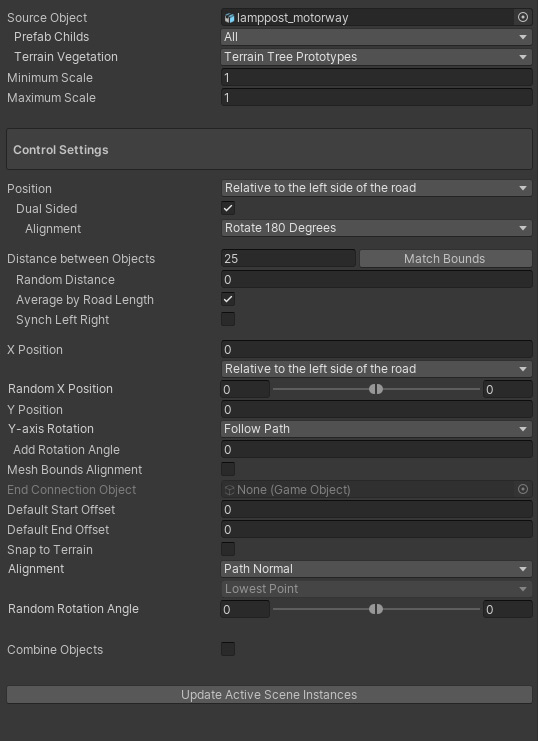 Source Object lamppost_motorway
Prefab Childs All
Terrain Vegetation Terrain Tree Prototypes
Minimum Scale 1
Maximum Scale 1
Control Settings
Position Relative to the left side of the road
Dual Sided
Alignment Rotate 180 Degrees
Distance between Objects 25 Match Bounds
Random Distance 0
Average by Road Length
Synch Left Right
X Position 0
Relative to the left side of the road
Random X Position 0 0
Y Position 0
Y-axis Rotation Follow Path
Add Rotation Angle 0
Mesh Bounds Alignment
End Connection Object None (Game Object)
Default Start Offset 0
Default End Offset 0
Snap to Terrain
Alignment Path Normal
Lowest Point
Random Rotation Angle 0 0
Combine Objects
Update Active Scene Instances